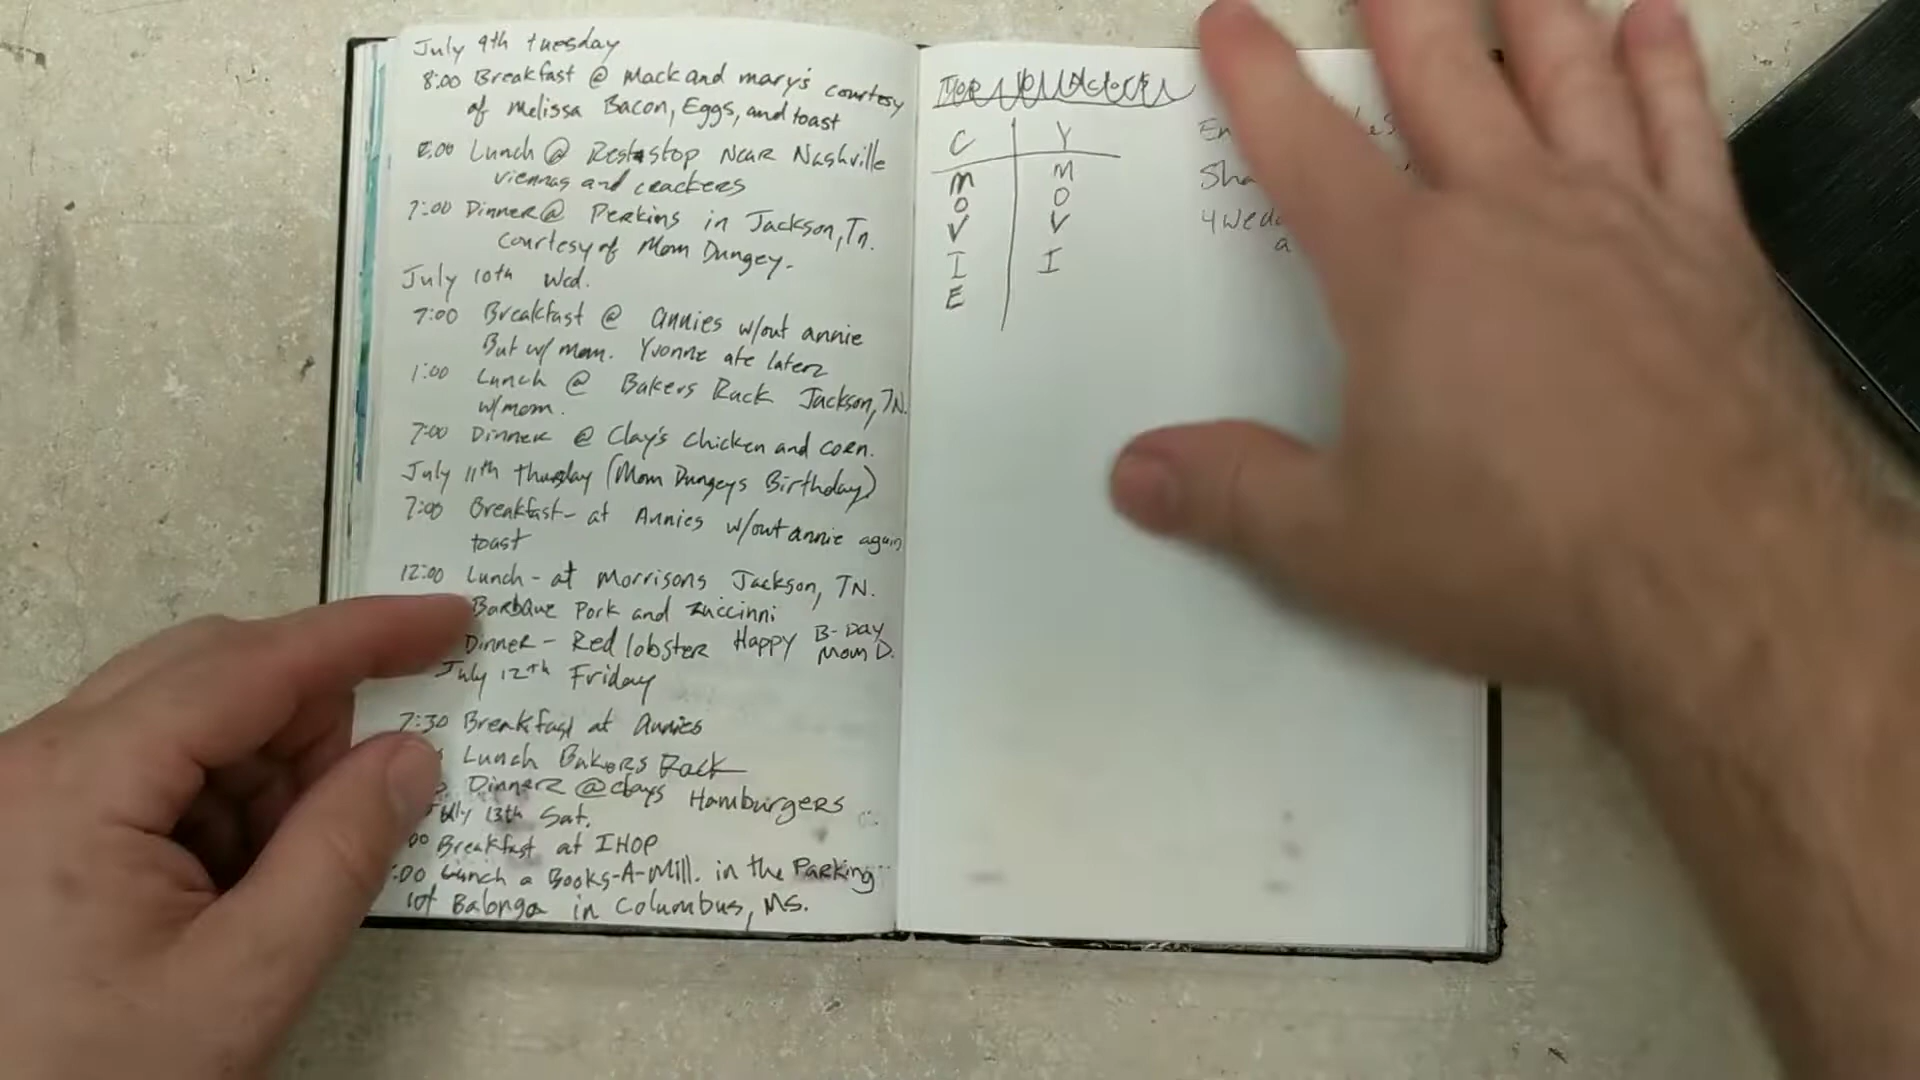 July 9th tuesday
8:00 Breakfast @ Mack and mary's courtesy
of Melissa Bacon, Eggs, and toast
Lunch @ Rest stop Near Nashville
viennas and crackers
7:00 Dinner @ Perkins in Jackson, Tn.
courtesy of Mom Dungey.
July 10th Wed.
7:00 Breakfast @ Annies w/out annie
But w/ mom. Yvonne ate later
1:00 Lunch @ Bakers Rack Jackson, TN.
w/mom.
7:00 Dinner @ Clay's chicken and corn.
July 11th Thursday (Mom Dungeys Birthday)
7:00 Breakfast- at Annies w/out annie again
toast
12:00 Lunch - at Morrisons Jackson, TN.
BarbQue Pork and zuccinni
Dinner - Red lobster Happy B-Day
Mom D.
July 12th Friday
7:30 Breakfast at Annies
Lunch Bakers Rack
Dinner @ clays Hamburgers
July 13th Sat.
00 Breakfast at IHOP
:00 Lunch a Books-A-Mill. in the Parking
lot Balonga in Columbus, MS.
C Y
M M
O O
V V
I I
E